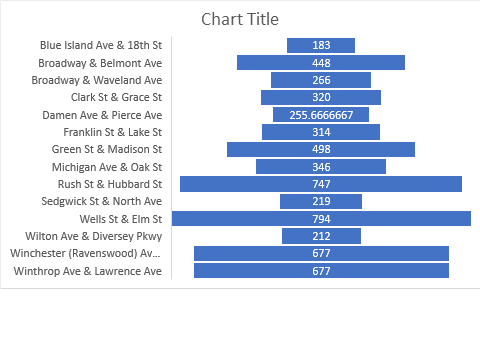 Chart Title
Blue Island Ave & 18th St 183
Broadway & Belmont Ave 448
Broadway & Waveland Ave 266
Clark St & Grace St 320
Damen Ave & Pierce Ave 255.6666667
Franklin St & Lake St 314
Green St & Madison St 498
Michigan Ave & Oak St 346
Rush St & Hubbard St 747
Sedgwick St & North Ave 219
Wells St & Elm St 794
Wilton Ave & Diversey Pkwy 212
Winchester (Ravenswood) Av... 677
Winthrop Ave & Lawrence Ave 677